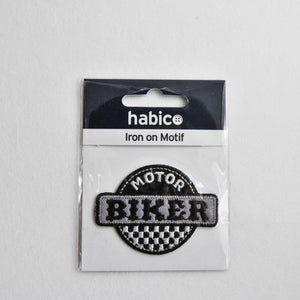 habico
Iron on Motif
MOTOR
BIKER